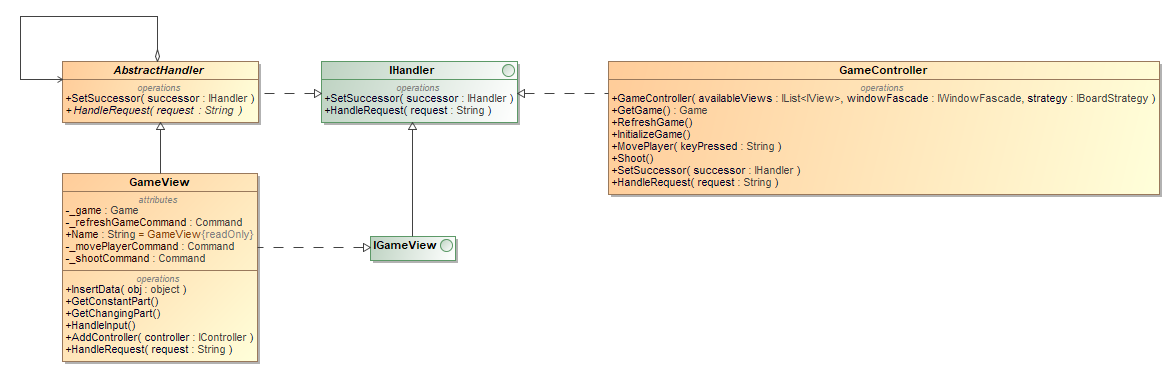 AbstractHandler
operations
+SetSuccessor( successor : IHandler )
+HandleRequest( request : String )
IHandler
operations
+SetSuccessor( successor : IHandler )
+HandleRequest( request : String )
GameController
operations
+GameController( availableViews : IList<IView>, windowFascade : IWindowFascade, strategy : IBoardStrategy )
+GetGame() : Game
+RefreshGame()
+InitializeGame()
+MovePlayer( keyPressed : String )
+Shoot()
+SetSuccessor( successor : IHandler )
+HandleRequest( request : String )
GameView
attributes
-_game : Game
-_refreshGameCommand : Command
+Name : String = GameView{readOnly}
-_movePlayerCommand : Command
-_shootCommand : Command
operations
+InsertData( obj : object )
+GetConstantPart()
+GetChangingPart()
+HandleInput()
+AddController( controller : IController )
+HandleRequest( request : String )
IGameView